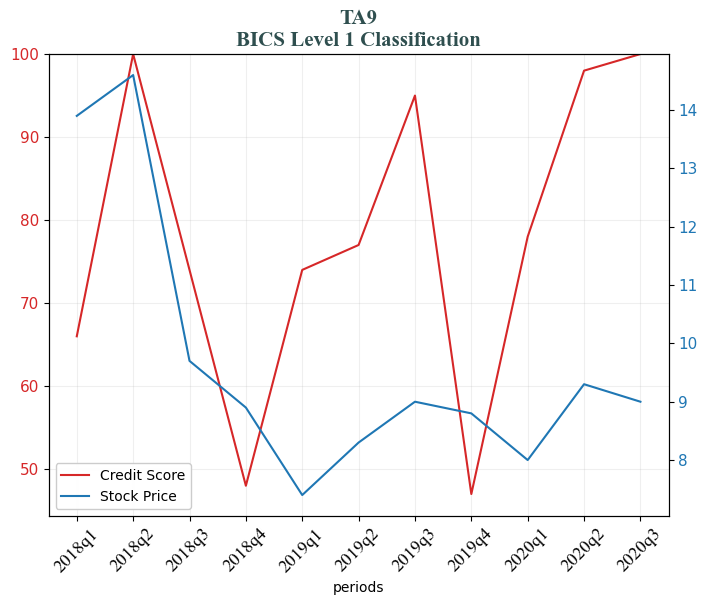 TA9
BICS Level 1 Classification
100
90
80
70
60
50
14
13
12
11
10
9
8
Credit Score
Stock Price
2018q1
2018q2
2018q3
2018q4
2019q1
2019q2
2019q3
2019q4
2020q1
2020q2
2020q3
periods